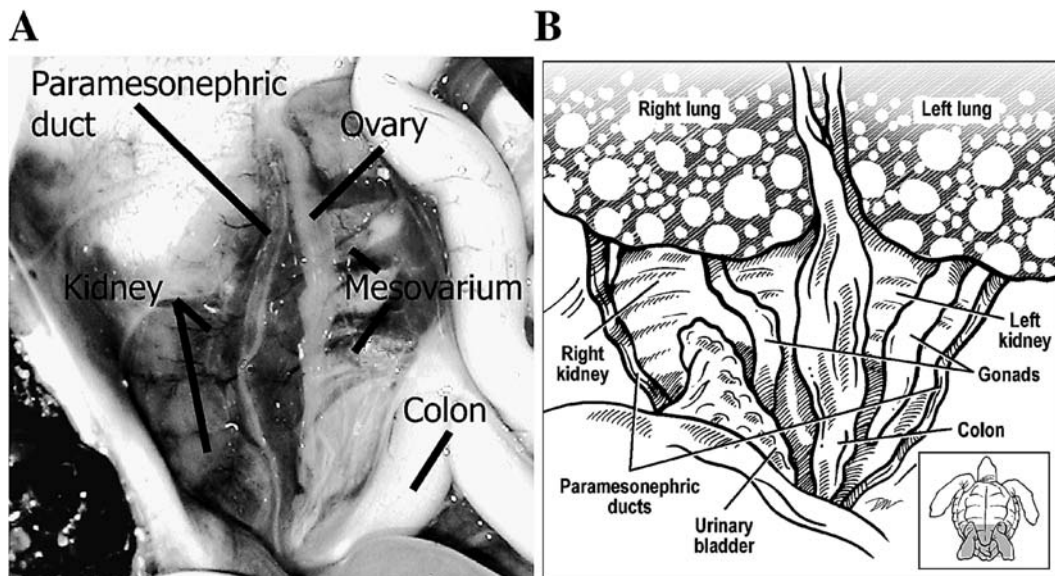 A
Paramesonephric
duct
Ovary
Kidney
Mesovarium
Colon
B
Right lung
Left lung
Right
kidney
Left
kidney
Gonads
Colon
Paramesonephric
ducts
Urinary
bladder